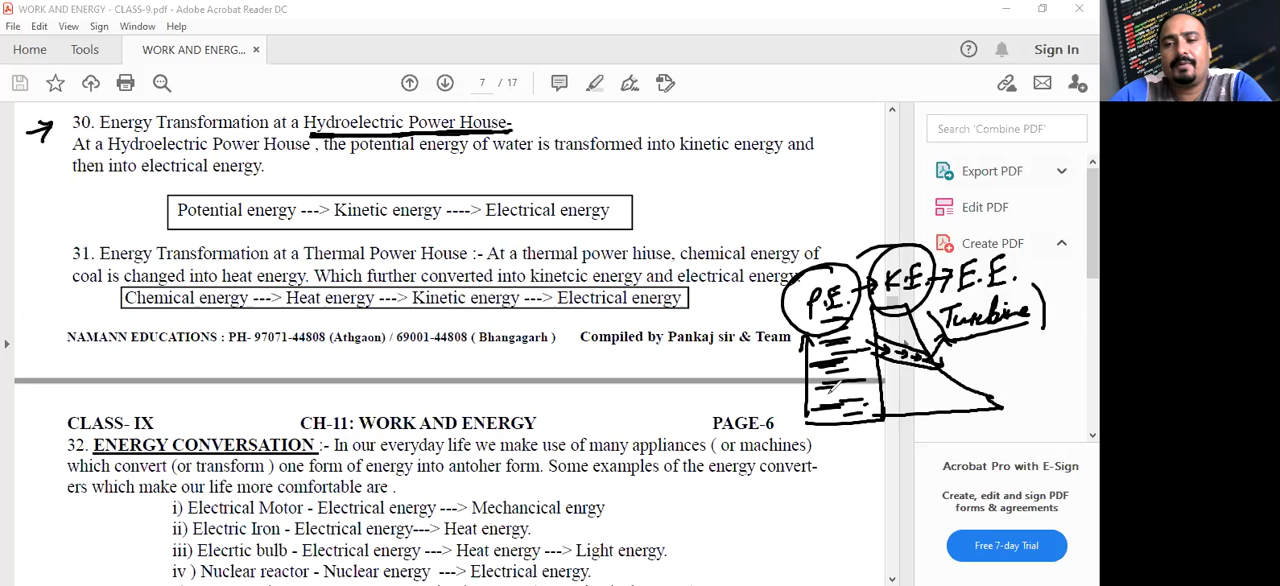 WORK AND ENERGY - CLASS-9.pdf - Adobe Acrobat Reader DC
File Edit View Sign Window Help
Home Tools WORK AND ENERG... × Sign In
7 / 17
30. Energy Transformation at a Hydroelectric Power House-
At a Hydroelectric Power House , the potential energy of water is transformed into kinetic energy and
then into electrical energy.
Potential energy ---> Kinetic energy ----> Electrical energy
31. Energy Transformation at a Thermal Power House :- At a thermal power hiuse, chemical energy of
coal is changed into heat energy. Which further converted into kinetcic energy and electrical energy.
Chemical energy ---> Heat energy ---> Kinetic energy ---> Electrical energy
P.E. → K.E. → E.E.
Turbine
NAMANN EDUCATIONS : PH- 97071-44808 (Athgaon) / 69001-44808 ( Bhangagarh ) Compiled by Pankaj sir & Team
CLASS- IX CH-11: WORK AND ENERGY PAGE-6
32. ENERGY CONVERSATION :- In our everyday life we make use of many appliances ( or machines)
which convert (or transform ) one form of energy into antoher form. Some examples of the energy convert-
ers which make our life more comfortable are .
i) Electrical Motor - Electrical energy ---> Mechancical enrgy
ii) Electric Iron - Electrical energy---> Heat energy.
iii) Elecrtic bulb - Electrical energy ---> Heat energy ---> Light energy.
iv ) Nuclear reactor - Nuclear energy ---> Electrical energy.
Search 'Combine PDF'
Export PDF
Edit PDF
Create PDF
Acrobat Pro with E-Sign
Create, edit and sign PDF
forms & agreements
Free 7-day Trial